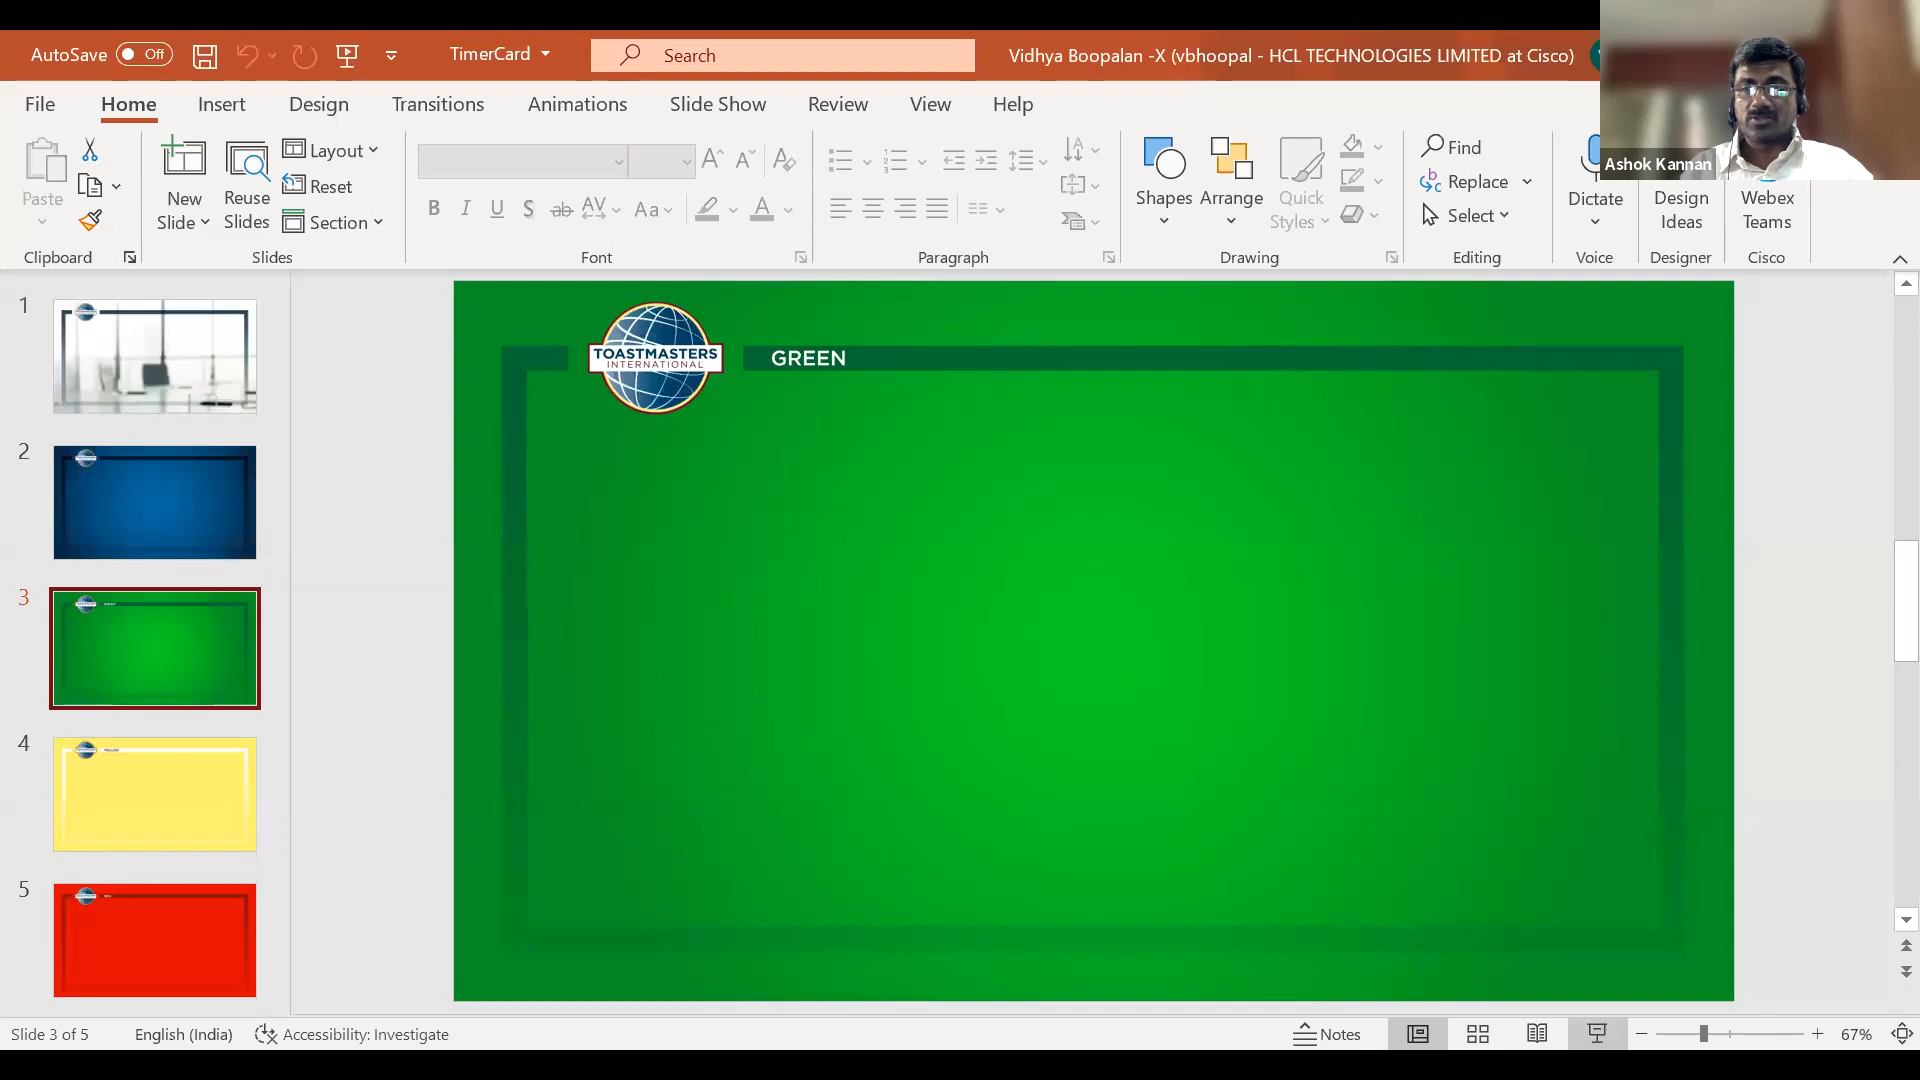 AutoSave Off TimerCard Search Vidhya Boopalan -X (vbhoopal - HCL TECHNOLOGIES LIMITED at Cisco)
File Home Insert Design Transitions Animations Slide Show Review View Help
Ashok Kannan
Paste
New
Slide
Reuse
Slides
Layout
Reset
Section
B I U S ab AV Aa A
Shapes Arrange
Quick
Styles
Find
Replace
Select
Dictate
Design
Ideas
Webex
Teams
Clipboard Slides Font Paragraph Drawing Editing Voice Designer Cisco
1
2
3
4
5
TOASTMASTERS
INTERNATIONAL
GREEN
Slide 3 of 5 English (India) Accessibility: Investigate Notes 67%